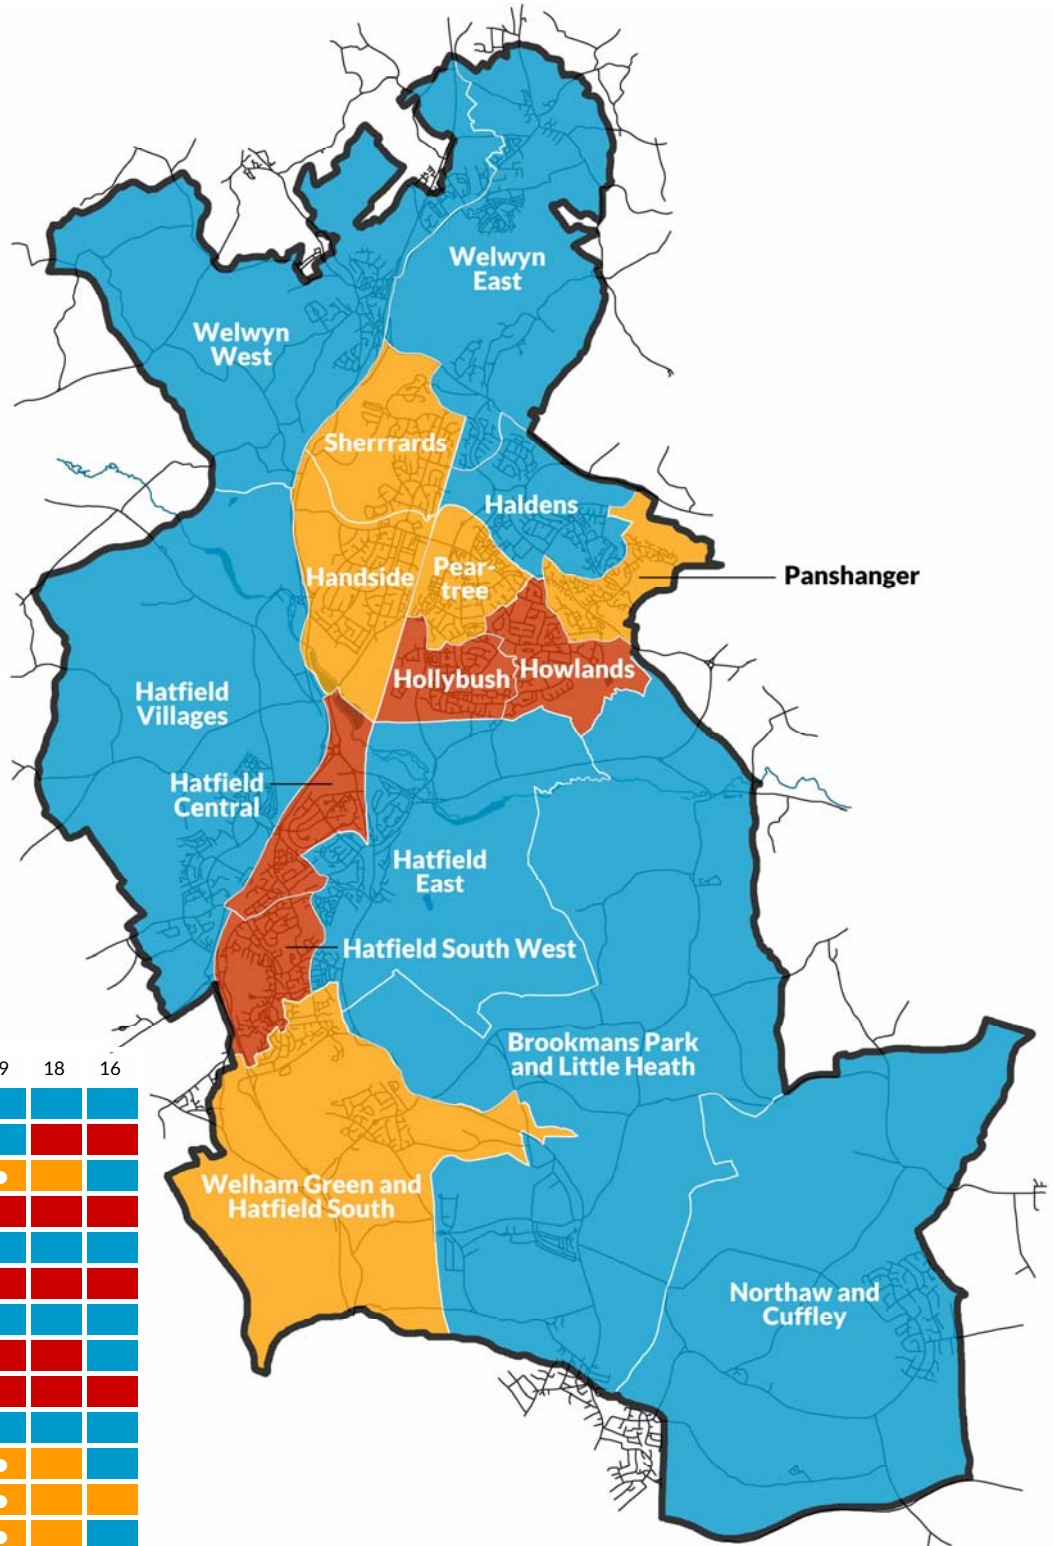 Welwyn
East
Welwyn
West
Sherrrards
Haldens
Handside
Pear-
tree
Panshanger
Hollybush
Howlands
Hatfield
Villages
Hatfield
Central
Hatfield
East
Hatfield South West
Brookmans Park
and Little Heath
9 18 16
Welham Green and
Hatfield South
Northaw and
Cuffley